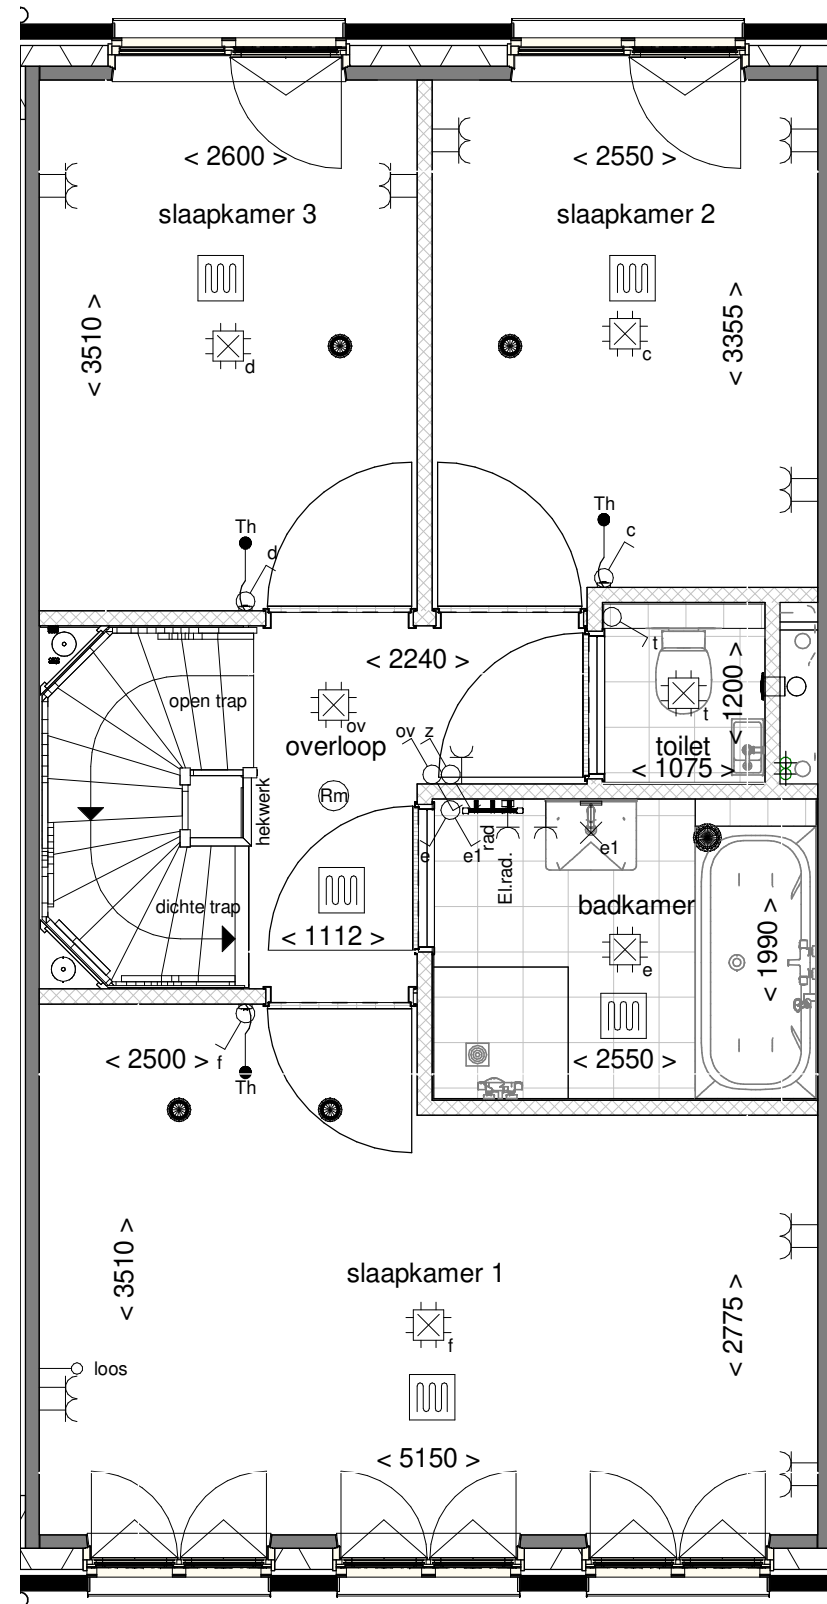 < 2600 >
< 2550 >
slaapkamer 3
slaapkamer 2
< 3510 >
< 3355 >
d
c
Th
Th
d
c
t
< 2240 >
< 1200 >
open trap
t
ov
ov z
overloop
toilet
< 1075 >
Rm
hekwerk
rad
e
e1
e1
El.rad.
dichte trap
badkamer
< 1112 >
< 1990 >
e
< 2500 >
f
< 2550 >
Th
< 3510 >
slaapkamer 1
< 2775 >
f
loos
< 5150 >